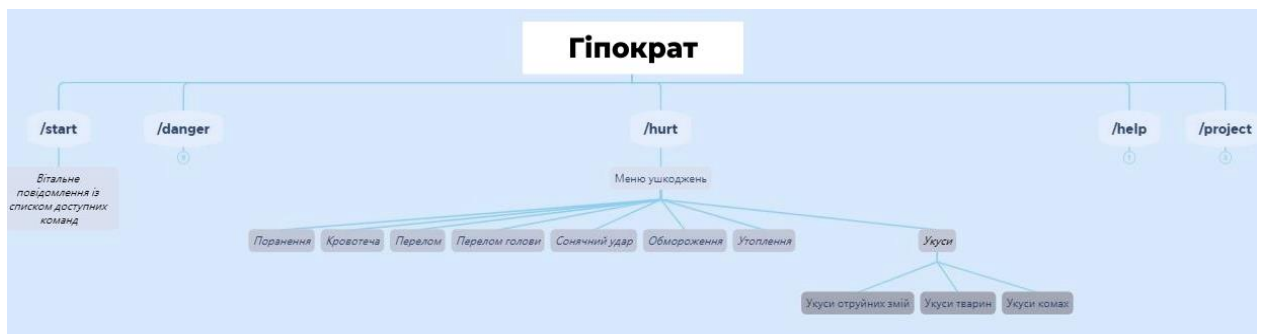 Гіпократ
/start
/danger
/hurt
/help
/project
Вітальне
повідомлення із
списком доступних
команд
Меню ушкоджень
Поранення
Кровотеча
Перелом
Перелом голови
Сонячний удар
Обмороження
Утоплення
Укуси
Укуси отруйних змій
Укуси тварин
Укуси комах